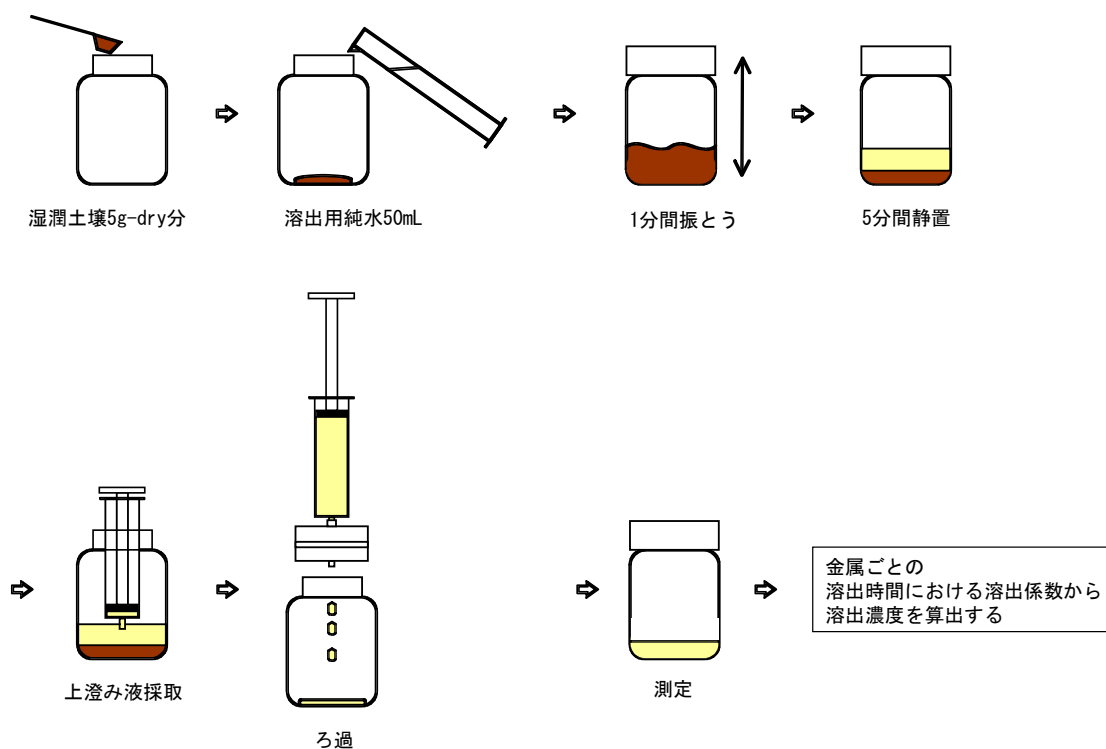 湿潤土壌5g-dry分
溶出用純水50mL
1分間振とう
5分間静置
上澄み液採取
ろ過
測定
金属ごとの
溶出時間における溶出係数から
溶出濃度を算出する